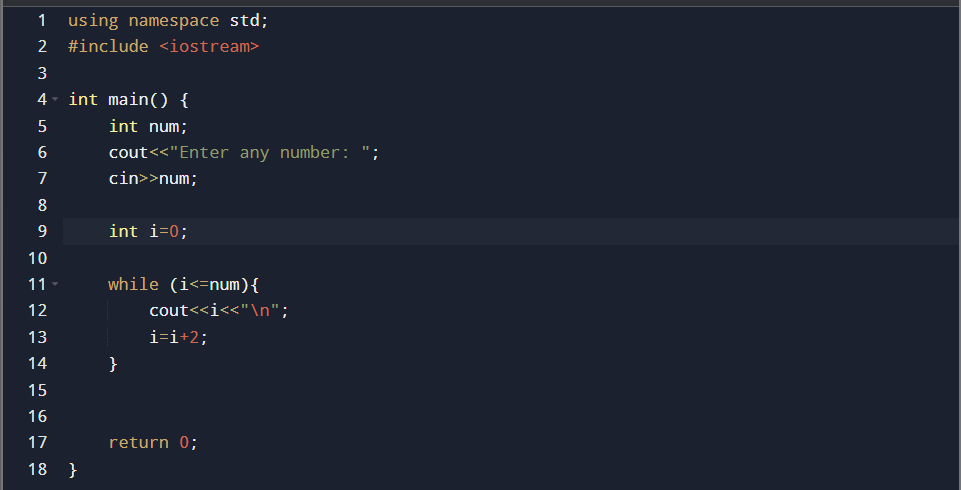 1 using namespace std;
2 #include <iostream>
3
4 int main() {
5     int num;
6     cout<<"Enter any number: ";
7     cin>>num;
8
9     int i=0;
10
11     while (i<=num){
12         cout<<i<<"\n";
13         i=i+2;
14     }
15
16
17     return 0;
18 }